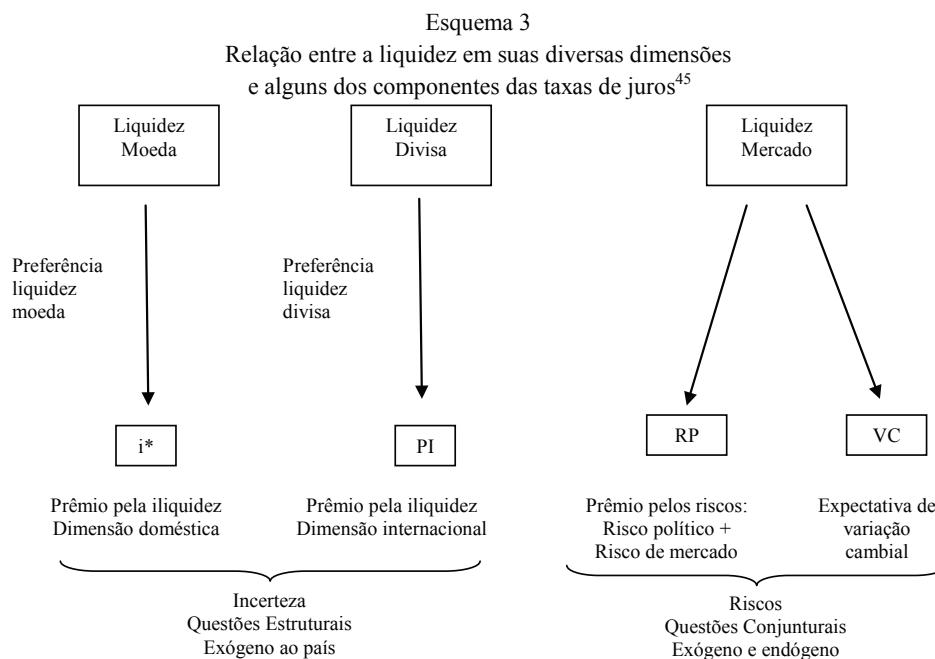 Esquema 3
Relação entre a liquidez em suas diversas dimensões
e alguns dos componentes das taxas de juros45
Liquidez
Moeda
Liquidez
Divisa
Liquidez
Mercado
Preferência
liquidez
moeda
Preferência
liquidez
divisa
i*
PI
RP
VC
Prêmio pela iliquidez
Dimensão doméstica
Prêmio pela iliquidez
Dimensão internacional
Prêmio pelos riscos:
Risco político +
Risco de mercado
Expectativa de
variação
cambial
Incerteza
Questões Estruturais
Exógeno ao país
Riscos
Questões Conjunturais
Exógeno e endógeno